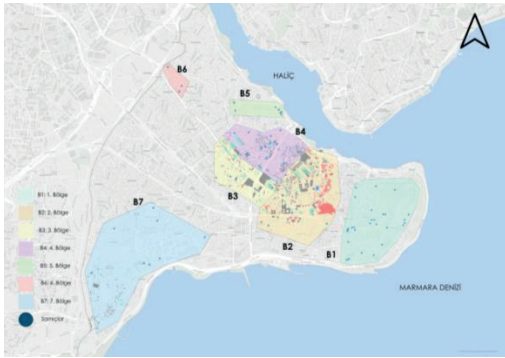 HALİÇ
B6
B5
B4
B3
B7
B2
B1
MARMARA DENİZİ
B1: 1. Bölge
B2: 2. Bölge
B3: 3. Bölge
B4: 4. Bölge
B5: 5. Bölge
B6: 6. Bölge
B7: 7. Bölge
Sarnıçlar